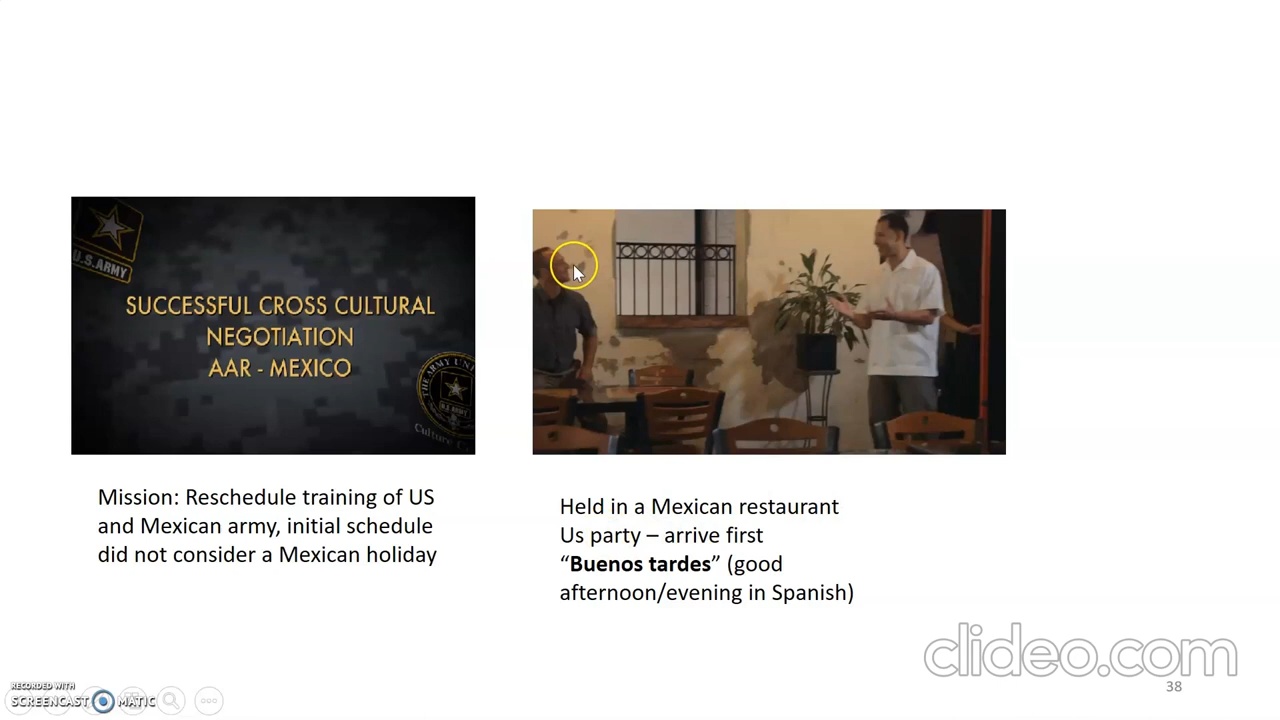 U.S.ARMY
SUCCESSFUL CROSS CULTURAL
NEGOTIATION
AAR - MEXICO
Mission: Reschedule training of US
and Mexican army, initial schedule
did not consider a Mexican holiday
Held in a Mexican restaurant
Us party – arrive first
“Buenos tardes” (good
afternoon/evening in Spanish)
clideo.com
38
RECORDED WITH
SCREENCAST MATIC